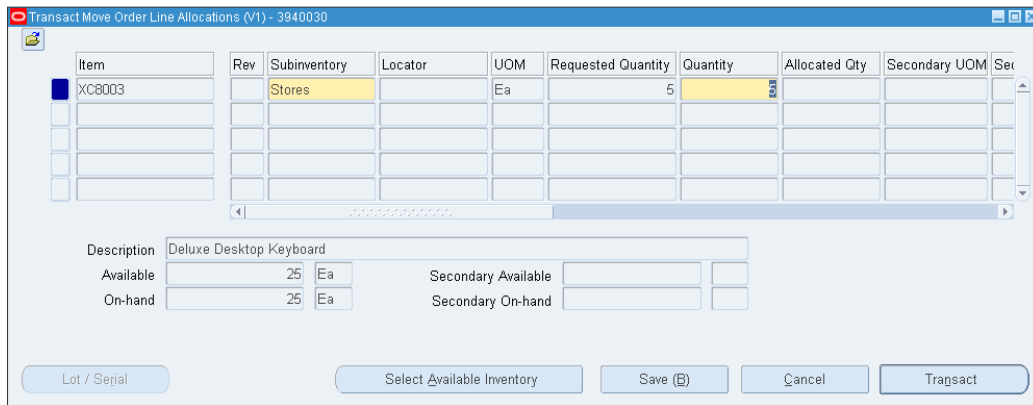 Transact Move Order Line Allocations (V1) - 3940030
Item Rev Subinventory Locator UOM Requested Quantity Quantity Allocated Qty Secondary UOM Sec
XC8003 Stores Ea 5 5
Description Deluxe Desktop Keyboard
Available 25 Ea Secondary Available
On-hand 25 Ea Secondary On-hand
Lot / Serial Select Available Inventory Save (B) Cancel Transact